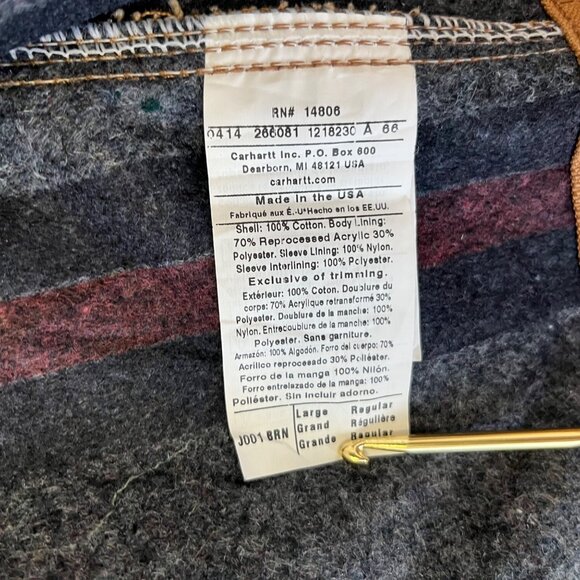 RN# 14806
0414 266081 1218230 A 66
Carhartt Inc. P.O. Box 600
Dearborn, MI 48121 USA
carhartt.com
Made in the USA
Fabriqué aux É.-U*Hecho en los EE.UU.
Shell: 100% Cotton. Body Lining:
70% Reprocessed Acrylic 30%
Polyester. Sleeve Lining: 100% Nylon.
Sleeve Interlining: 100% Polyester.
Exclusive of trimming.
Extérieur: 100% Coton. Doublure du
corps: 70% Acrylique retransformé 30%
Polyester. Doublure de la manche: 100%
Nylon. Entrecoublure de la manche: 100%
Polyester. Sans garniture.
Armazón: 100% Algodón. Forro del cuerpo: 70%
Acrílico reprocesado 30% Poliéster.
Forro de la manga 100% Nilón.
Forro entrelazado de la manga: 100%
Poliéster. Sin incluir adorno.
J001 BRN
Large Regular
Grand Régulière
Grande Regular